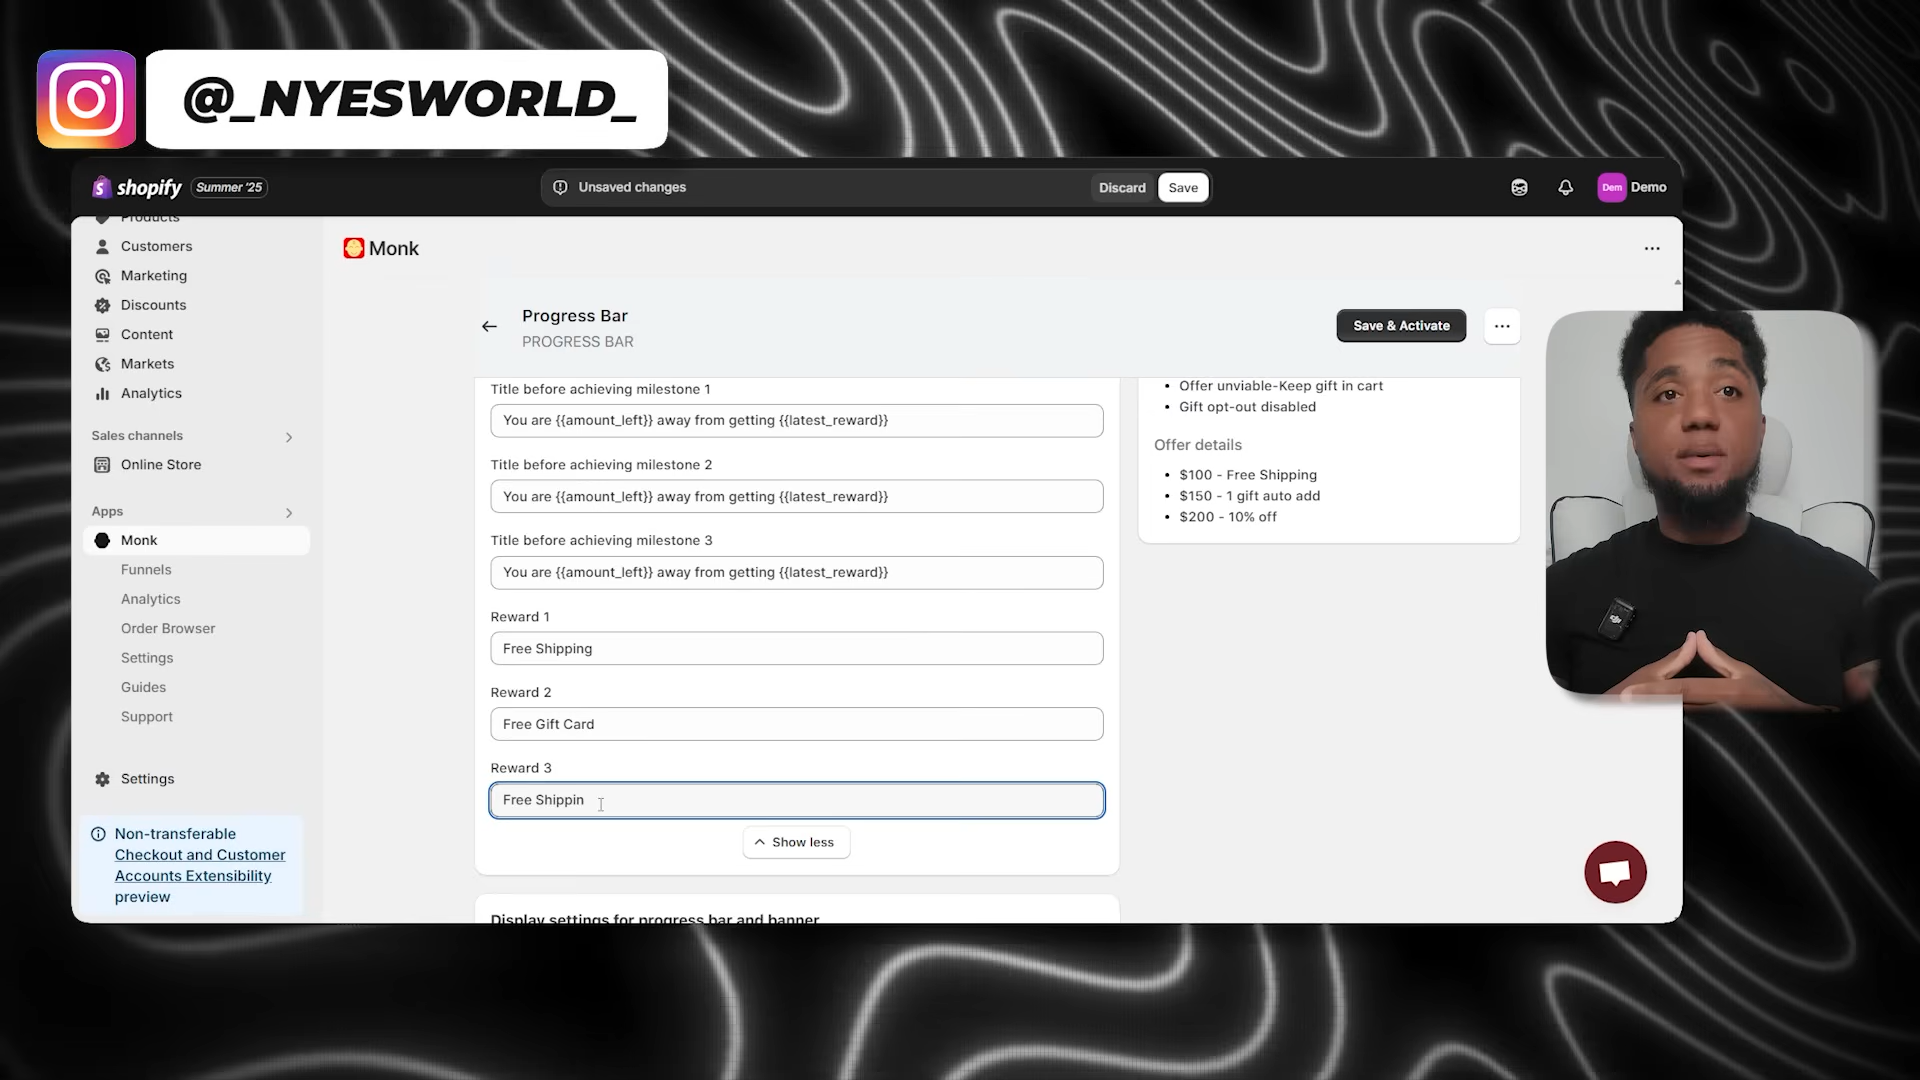 @_NYESWORLD_
shopify
Summer '25
Unsaved changes
Discard
Save
Dem
Demo
Products
Customers
Marketing
Discounts
Content
Markets
Analytics
Sales channels
Online Store
Apps
Monk
Funnels
Analytics
Order Browser
Settings
Guides
Support
Settings
Non-transferable
Checkout and Customer
Accounts Extensibility
preview
Monk
Progress Bar
PROGRESS BAR
Save & Activate
Title before achieving milestone 1
You are {{amount_left}} away from getting {{latest_reward}}
Title before achieving milestone 2
You are {{amount_left}} away from getting {{latest_reward}}
Title before achieving milestone 3
You are {{amount_left}} away from getting {{latest_reward}}
Reward 1
Free Shipping
Reward 2
Free Gift Card
Reward 3
Free Shippin
Show less
Display settings for progress bar and banner
• Offer unviable-Keep gift in cart
• Gift opt-out disabled
Offer details
• $100 - Free Shipping
• $150 - 1 gift auto add
• $200 - 10% off